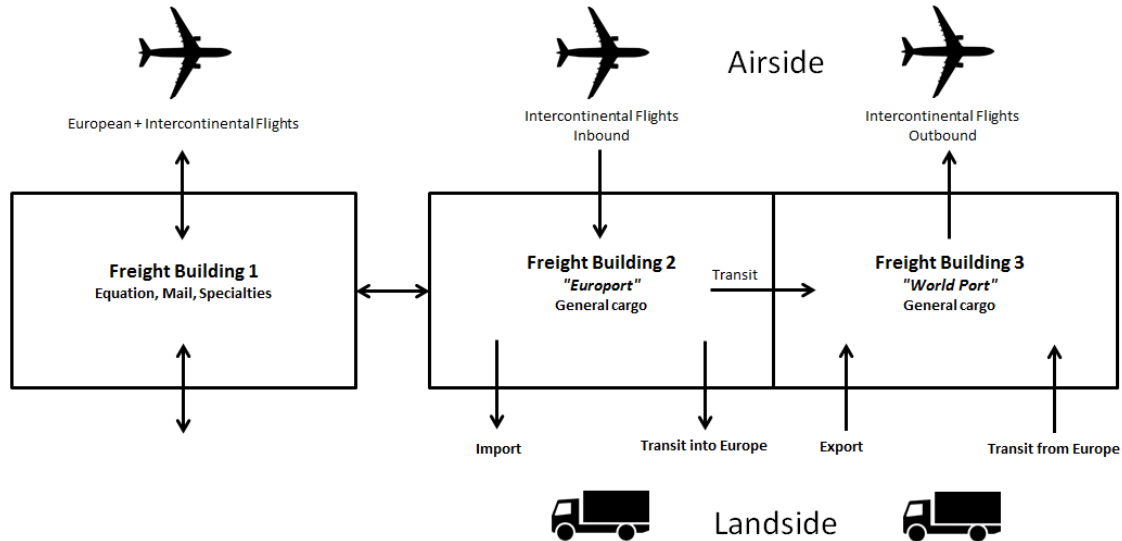 Airside
European + Intercontinental Flights
Intercontinental Flights
Inbound
Intercontinental Flights
Outbound
Freight Building 1
Equation, Mail, Specialties
Freight Building 2
"Europort"
General cargo
Transit
Freight Building 3
"World Port"
General cargo
Import
Transit into Europe
Export
Transit from Europe
Landside